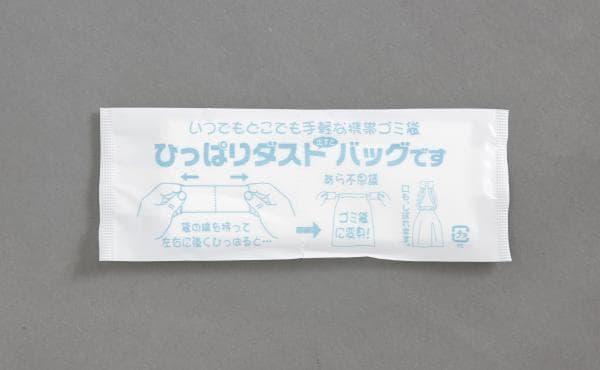 いつでもどこでも手軽な携帯ゴミ袋
ひっぱりダストバッグです
あら不思議
袋の端を持って
左右に強くひっぱると…
ゴミ袋
に変身!
口もしばれます。
プラ